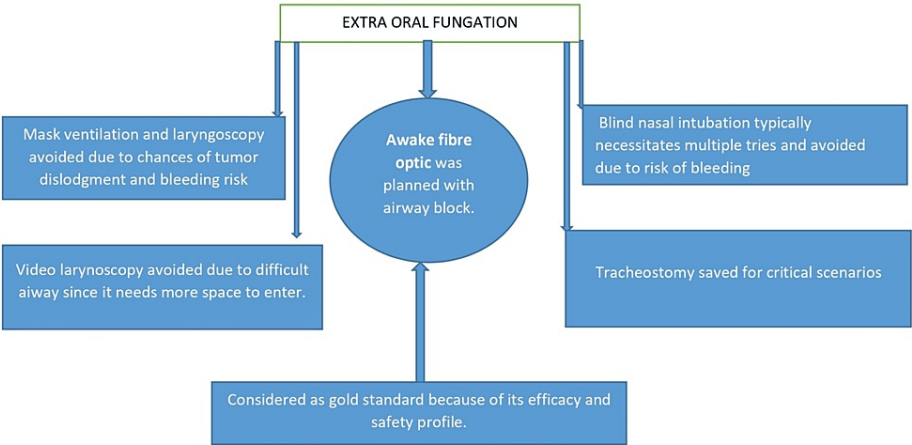 EXTRA ORAL FUNGATION
Mask ventilation and laryngoscopy
avoided due to chances of tumor
dislodgment and bleeding risk
Awake fibre
optic was
planned with
airway block.
Blind nasal intubation typically
necessitates multiple tries and avoided
due to risk of bleeding
Video larynoscopy avoided due to difficult
aiway since it needs more space to enter.
Tracheostomy saved for critical scenarios
Considered as gold standard because of its efficacy and
safety profile.